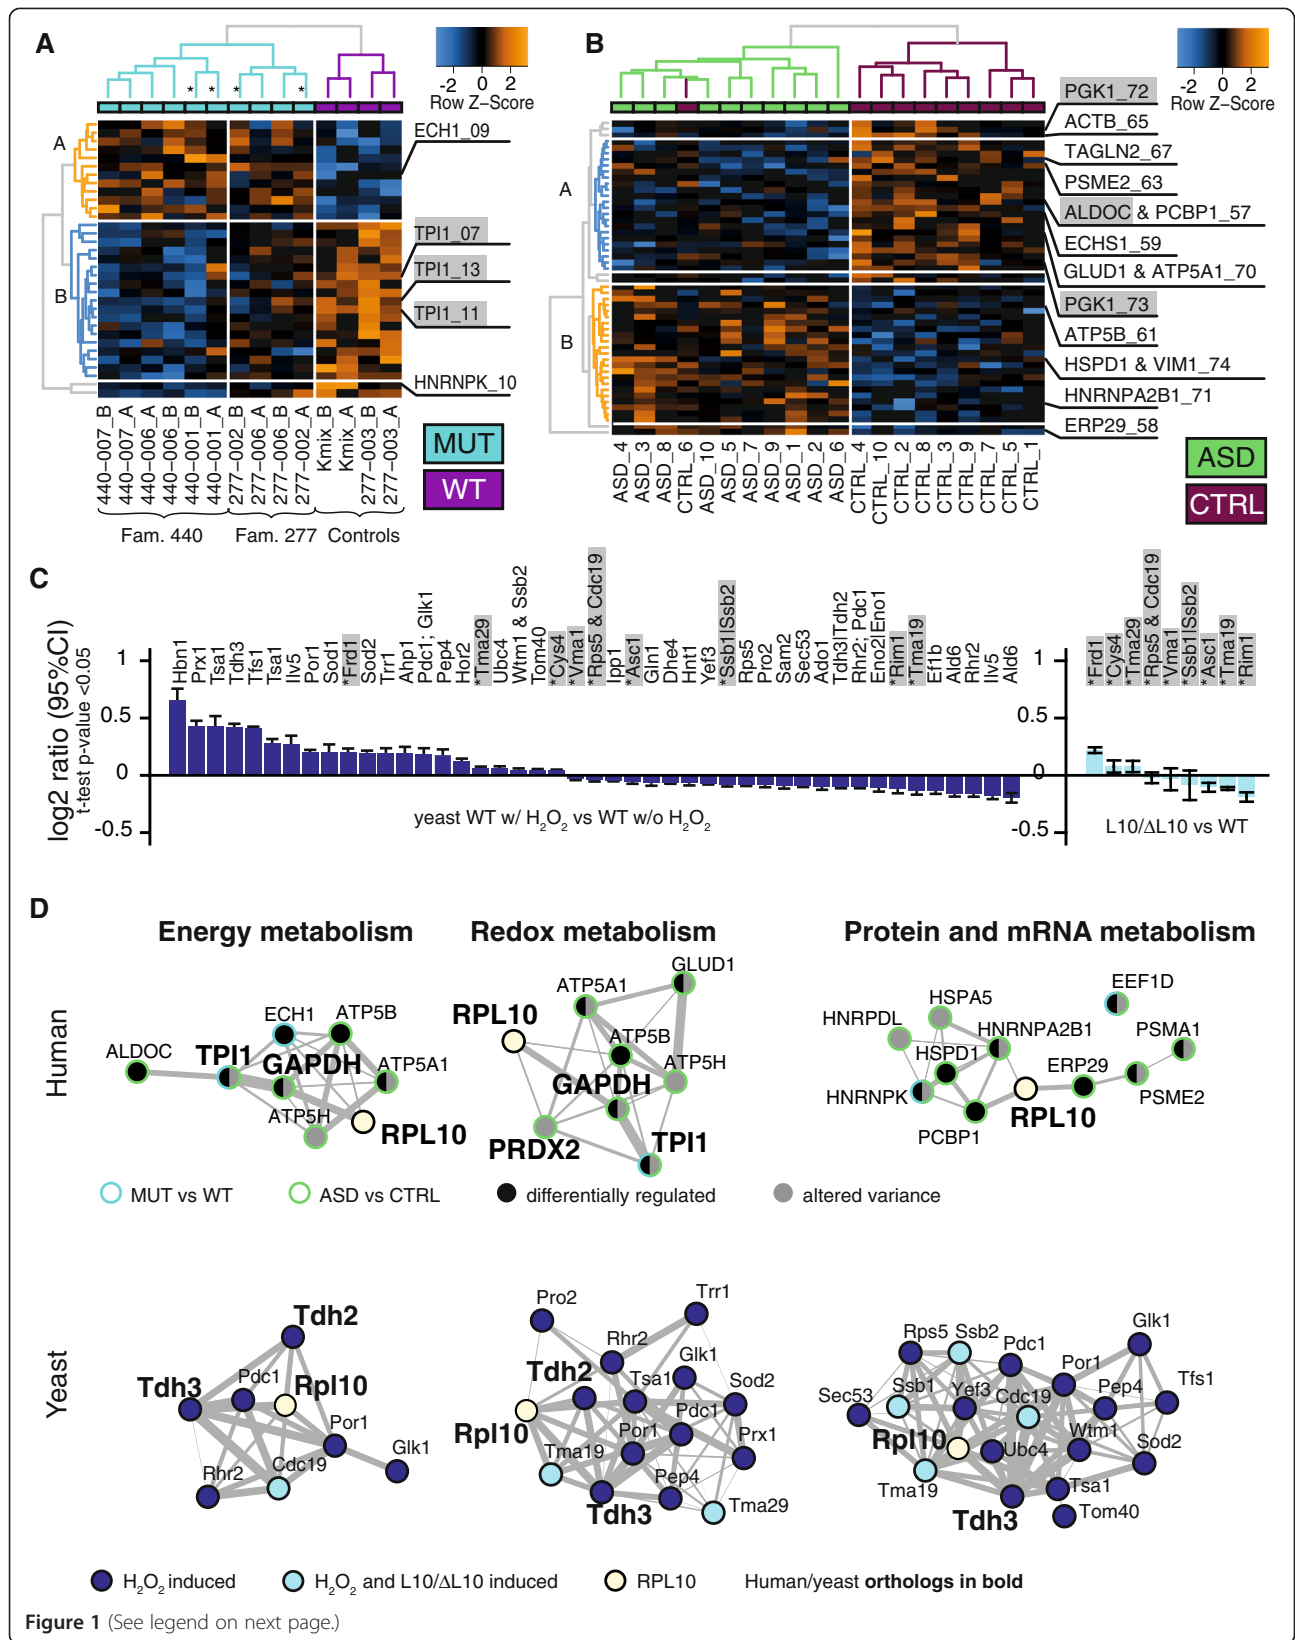 A
-2 0 2
Row Z-Score
* * * *
A
B
ECH1_09
TPI1_07
TPI1_13
TPI1_11
HNRNPK_10
440-007_B
440-007_A
440-006_A
440-006_B
440-001_B
440-001_A
277-002_B
277-006_A
277-006_B
277-002_A
Kmix_B
Kmix_A
277-003_B
277-003_A
Fam. 440
Fam. 277
Controls
MUT
WT
B
-2 0 2
Row Z-Score
A
B
PGK1_72
ACTB_65
TAGLN2_67
PSME2_63
ALDOC & PCBP1_57
ECHS1_59
GLUD1 & ATP5A1_70
PGK1_73
ATP5B_61
HSPD1 & VIM1_74
HNRNPA2B1_71
ERP29_58
ASD_4
ASD_3
ASD_8
CTRL_6
ASD_10
ASD_5
ASD_7
ASD_9
ASD_1
ASD_2
ASD_6
CTRL_4
CTRL_10
CTRL_2
CTRL_8
CTRL_3
CTRL_9
CTRL_7
CTRL_5
CTRL_1
ASD
CTRL
C
log2 ratio (95%CI)
t-test p-value <0.05
1
0.5
0
-0.5
Hbn1
Prx1
Tsa1
Tdh3
Tfs1
Tsa1
Ilv5
Por1
Sod1
*Frd1
Sod2
Trr1
Ahp1
Pdc1; Glk1
Pep4
Hor2
*Tma29
Ubc4
Wtm1 & Ssb2
Tom40
*Cys4
*Vma1
*Rps5 & Cdc19
Ipp1
*Asc1
Gln1
Dhe4
Hnt1
Yef3
*Ssb1|Ssb2
Rps5
Pro2
Sam2
Sec53
Ado1
Tdh3|Tdh2
Rhr2; Pdc1
Eno2|Eno1
*Rim1
*Tma19
Ef1b
Ald6
Rhr2
Ilv5
Ald6
yeast WT w/ H2O2 vs WT w/o H2O2
1
0.5
0
-0.5
*Frd1
*Cys4
*Tma29
*Rps5 & Cdc19
*Vma1
*Ssb1|Ssb2
*Asc1
*Tma19
*Rim1
L10/ΔL10 vs WT
D
Energy metabolism
Redox metabolism
Protein and mRNA metabolism
Human
ECH1
ATP5B
ALDOC
TPI1
GAPDH
ATP5A1
ATP5H
RPL10
GLUD1
ATP5A1
RPL10
ATP5B
ATP5H
GAPDH
PRDX2
TPI1
EEF1D
HSPA5
HNRPDL
HNRNPA2B1
PSMA1
HSPD1
ERP29
HNRNPK
RPL10
PSME2
PCBP1
MUT vs WT
ASD vs CTRL
differentially regulated
altered variance
Yeast
Tdh2
Pdc1
Tdh3
Rpl10
Por1
Glk1
Rhr2
Cdc19
Pro2
Trr1
Rhr2
Glk1
Tdh2
Tsa1
Sod2
Pdc1
Rpl10
Por1
Prx1
Tma19
Pep4
Tma29
Tdh3
Rps5
Ssb2
Pdc1
Glk1
Por1
Tfs1
Sec53
Ssb1
Yef3
Cdc19
Pep4
Rpl10
Ubc4
Wtm1
Sod2
Tma19
Tsa1
Tdh3
Tom40
H2O2 induced
H2O2 and L10/ΔL10 induced
RPL10
Human/yeast orthologs in bold
Figure 1 (See legend on next page.)